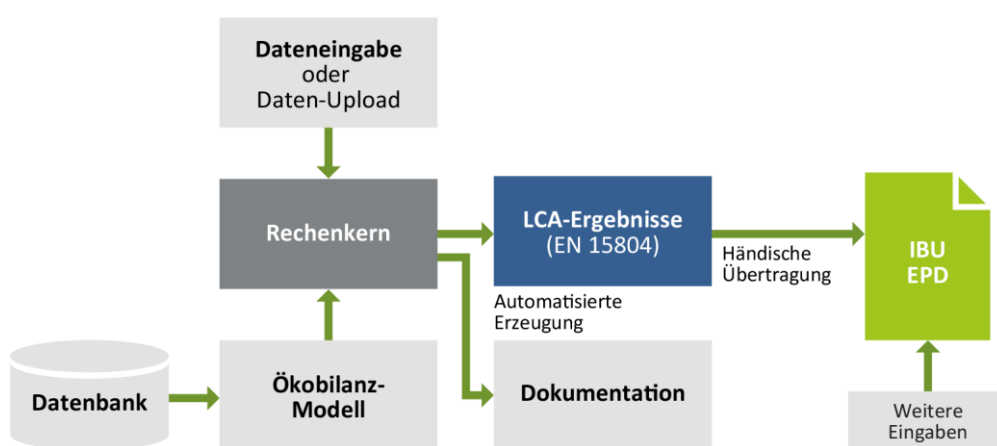 Dateneingabe
oder
Daten-Upload
Rechenkern
LCA-Ergebnisse
(EN 15804)
Händische
Übertragung
IBU
EPD
Automatisierte
Erzeugung
Datenbank
Ökobilanz-
Modell
Dokumentation
Weitere
Eingaben